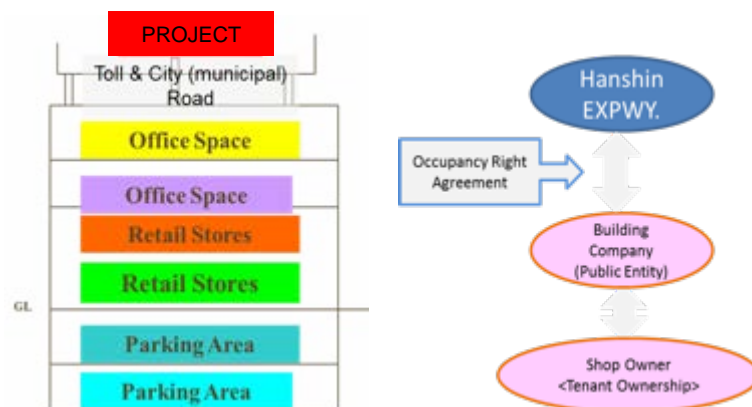 PROJECT
Toll & City (municipal)
Road
Office Space
Office Space
Retail Stores
Retail Stores
GL
Parking Area
Parking Area
Hanshin
EXPWY.
Occupancy Right
Agreement
Building
Company
(Public Entity)
Shop Owner
<Tenant Ownership>